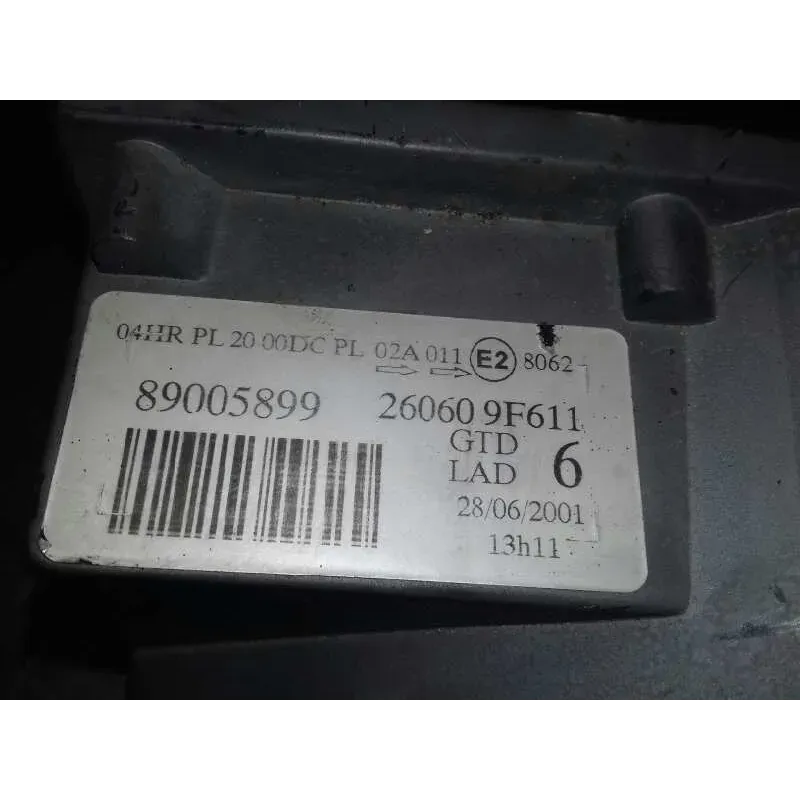 04HR PL 20 00DC PL 02A 011 E2 8062
89005899 26060 9F611
GTD
LAD 6
28/06/2001
13h11